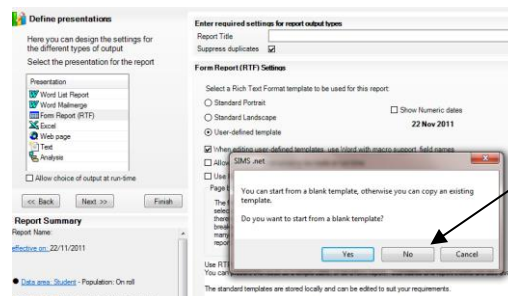 Define presentations
Here you can design the settings for
the different types of output
Select the presentation for the report
Presentation
Word List Report
Word Mailmerge
Form Report (RTF)
Excel
Web page
Text
Analysis
Allow choice of output at run-time
<< Back
Next >>
Finish
Report Summary
Report Name:
effective on: 22/11/2011
Data area: Student - Population: On roll
Enter required settings for report output types
Report Title
Suppress duplicates
Form Report (RTF) Settings
Select a Rich Text Format template to be used for this report
Standard Portrait
Standard Landscape
User-defined template
Show Numeric dates
22 Nov 2011
When editing user-defined templates, use Word with macro support, field names
Allow
Use
Page
The f
selec
there
break
many
repor
SIMS .net
You can start from a blank template, otherwise you can copy an existing
template.
Do you want to start from a blank template?
Yes
No
Cancel
Use RT
You carry
The standard templates are stored locally and can be edited to suit your requirements.